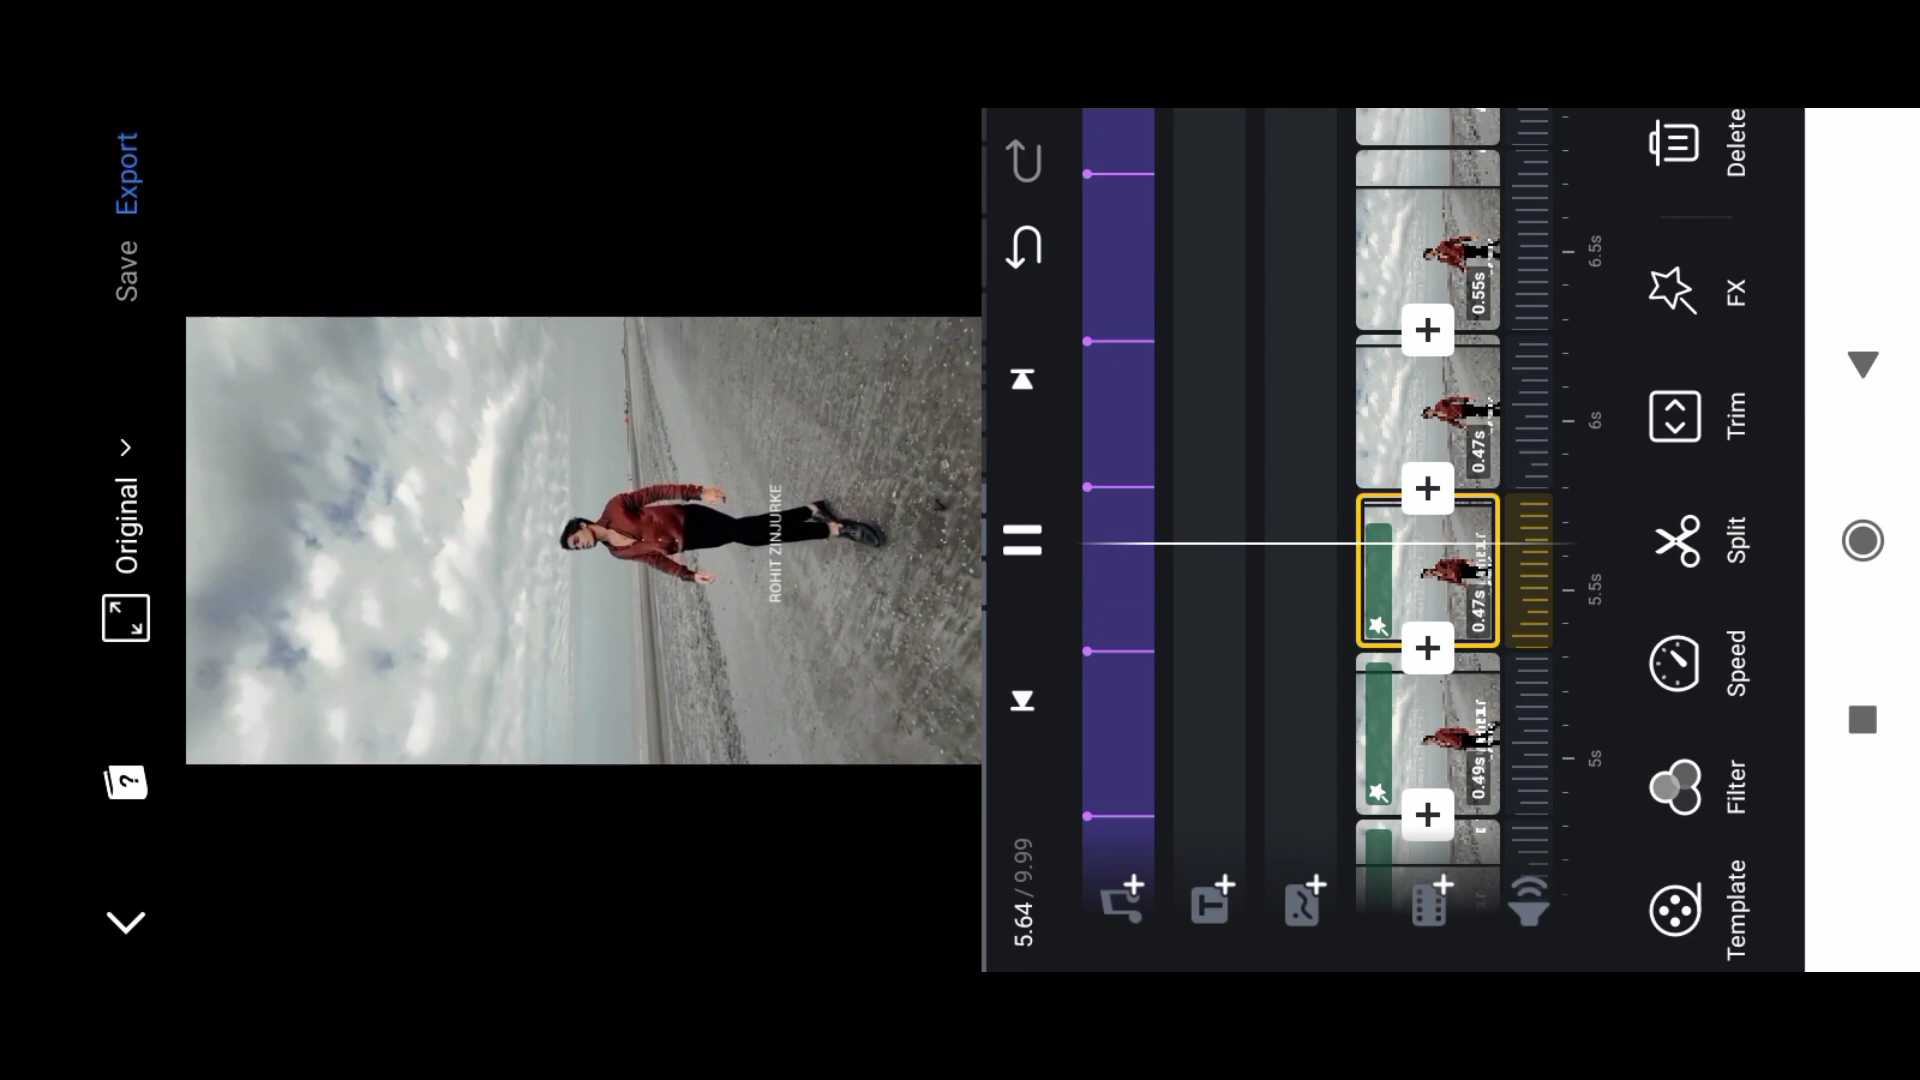 Original
Save
Export
ROHIT ZINJURKE
5.64 / 9.99
0.49s
0.47s
0.47s
0.55s
5s
5.5s
6s
6.5s
Template
Filter
Speed
Split
Trim
FX
Delete